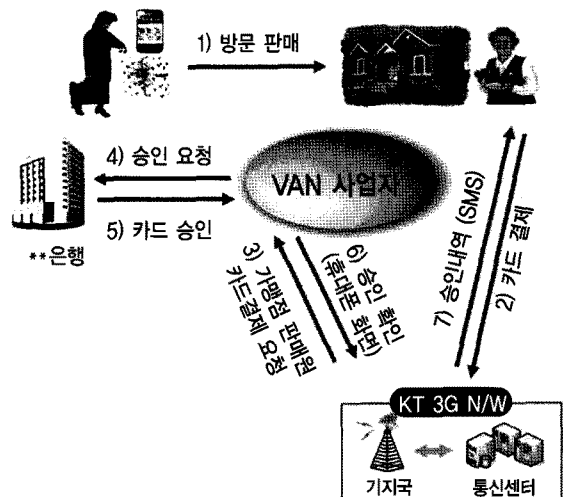 1) 방문 판매
4) 승인 요청
VAN 사업자
5) 카드 승인
**은행
3) 가맹점 판매원
카드결제 요청
6) 승인 확인
(휴대폰 화면)
7) 승인내역 (SMS)
2) 카드 결제
KT 3G N/W
기지국
통신센터